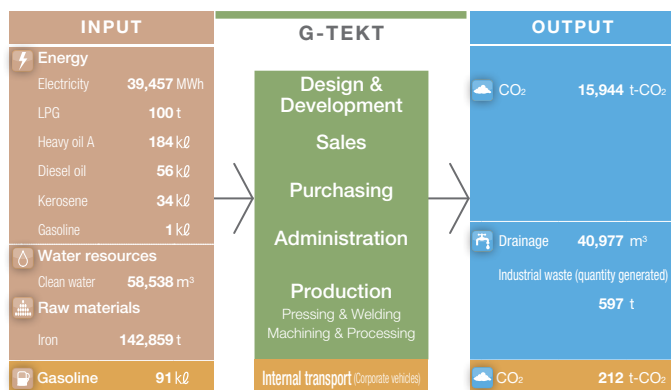 INPUT
Energy
Electricity 39,457 MWh
LPG 100 t
Heavy oil A 184 kℓ
Diesel oil 56 kℓ
Kerosene 34 kℓ
Gasoline 1 kℓ
Water resources
Clean water 58,538 m³
Raw materials
Iron 142,859 t
Gasoline 91 kℓ
G-TEKT
Design &
Development
Sales
Purchasing
Administration
Production
Pressing & Welding
Machining & Processing
Internal transport (Corporate vehicles)
OUTPUT
CO₂ 15,944 t-CO₂
Drainage 40,977 m³
Industrial waste (quantity generated)
597 t
CO₂ 212 t-CO₂